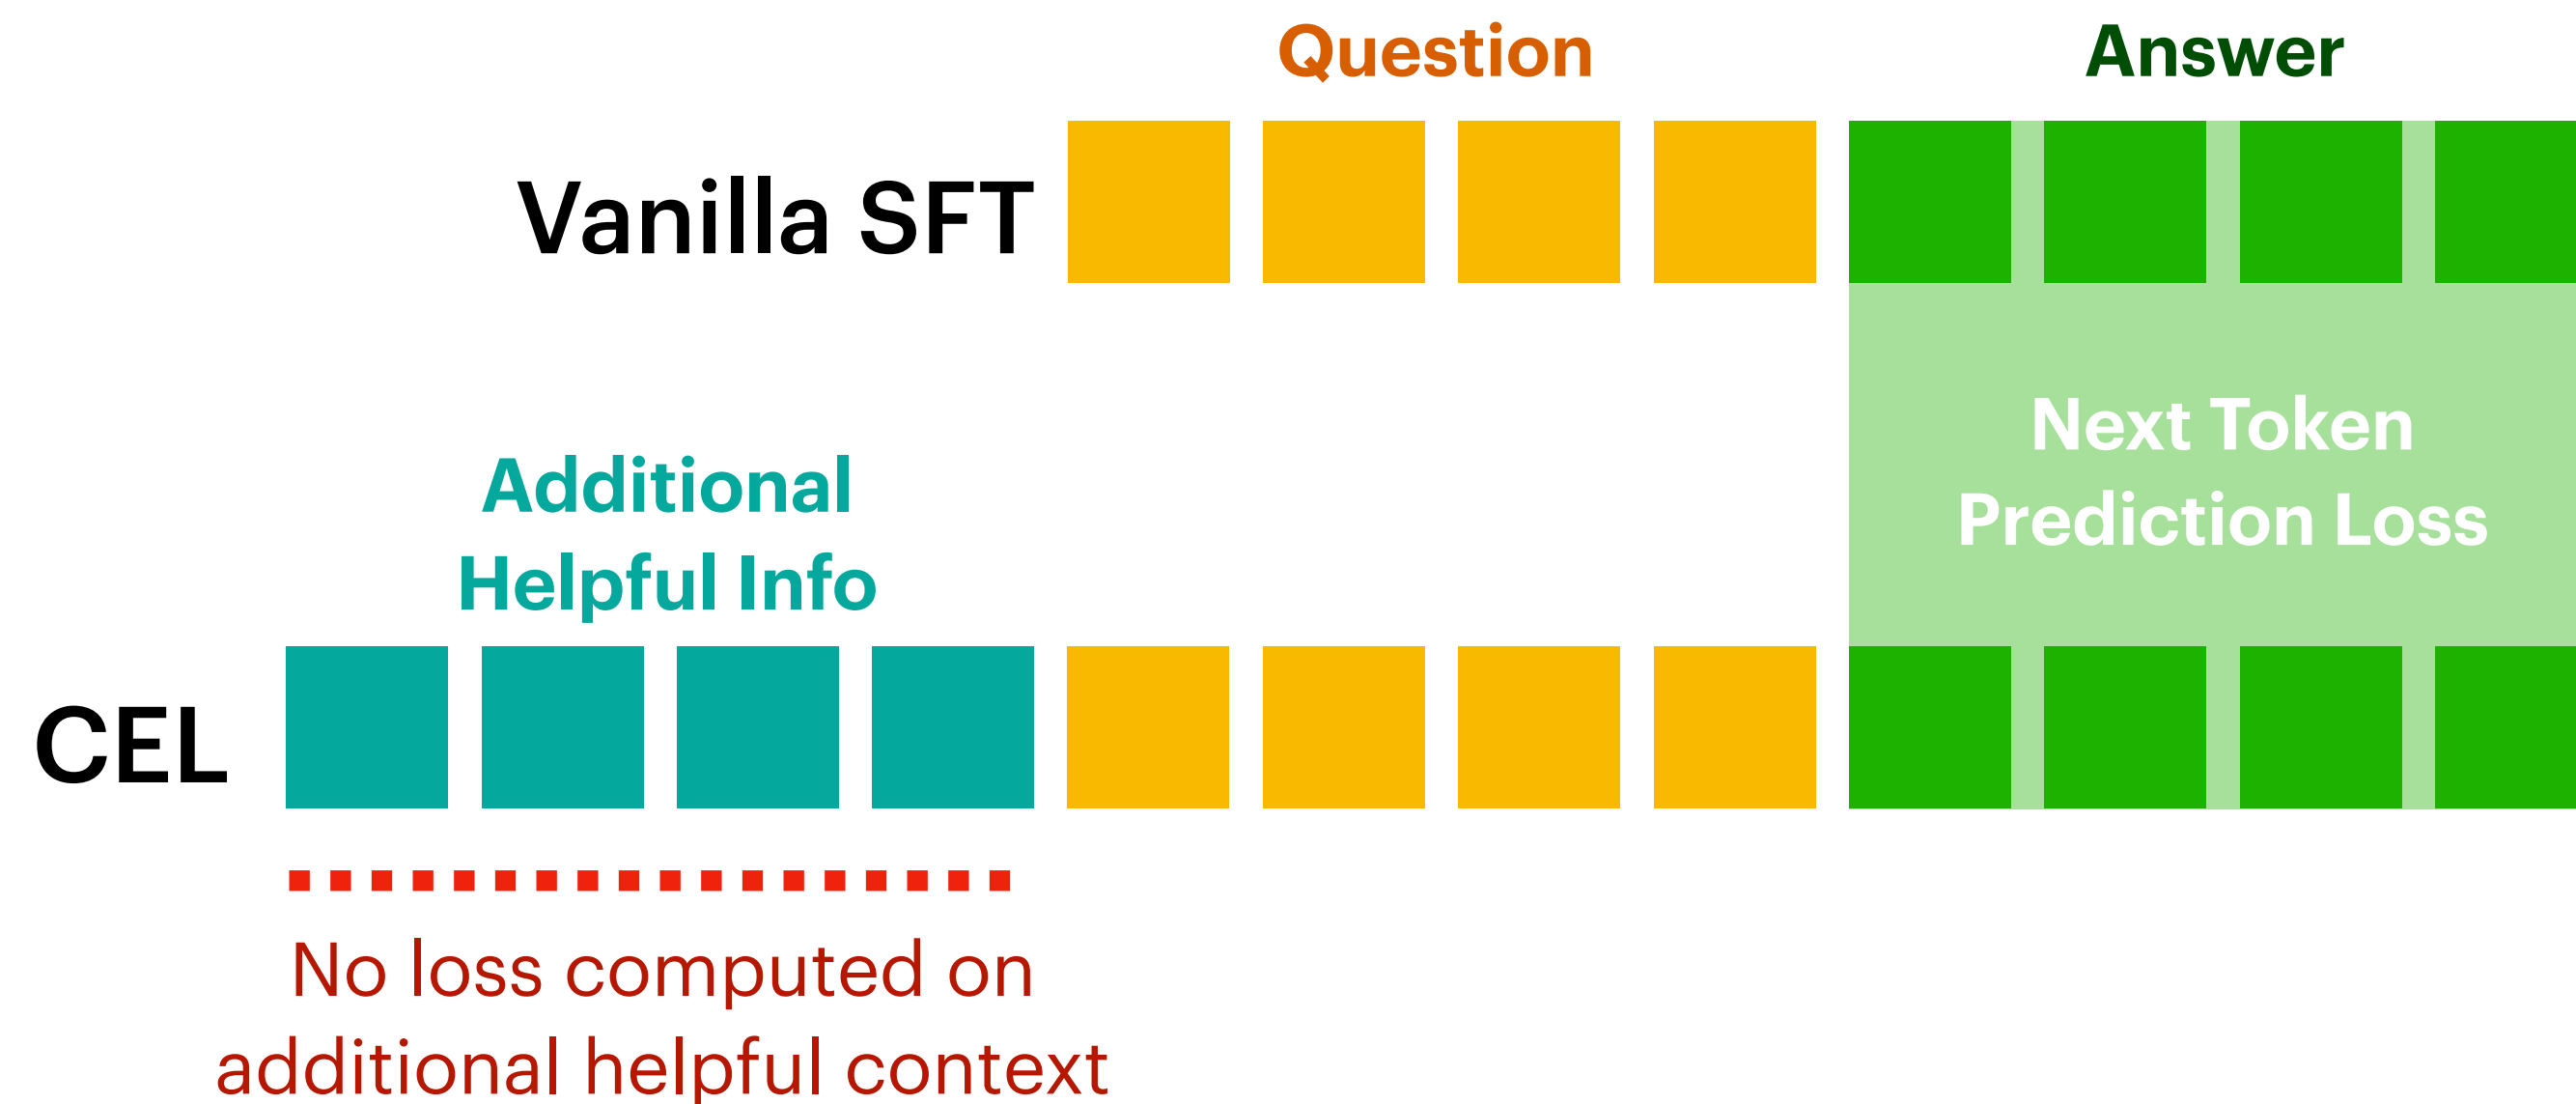 Question
Answer
Vanilla SFT
Next Token
Prediction Loss
Additional
Helpful Info
CEL
No loss computed on
additional helpful context